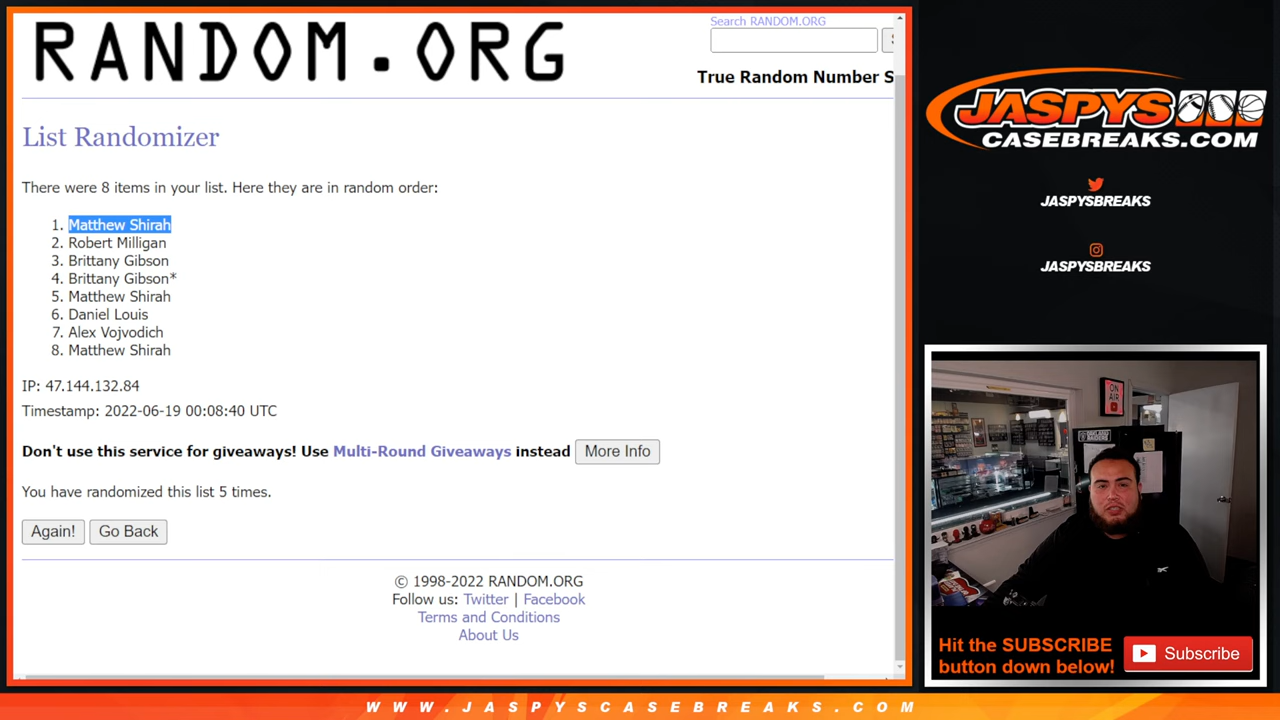 RANDOM.ORG
Search RANDOM.ORG
True Random Number S
List Randomizer
There were 8 items in your list. Here they are in random order:
1. Matthew Shirah
2. Robert Milligan
3. Brittany Gibson
4. Brittany Gibson*
5. Matthew Shirah
6. Daniel Louis
7. Alex Vojvodich
8. Matthew Shirah
IP: 47.144.132.84
Timestamp: 2022-06-19 00:08:40 UTC
Don't use this service for giveaways! Use Multi-Round Giveaways instead More Info
You have randomized this list 5 times.
Again! Go Back
© 1998-2022 RANDOM.ORG
Follow us: Twitter | Facebook
Terms and Conditions
About Us
JASPYS
CASEBREAKS.COM
JASPYSBREAKS
JASPYSBREAKS
ON
AIR
Hit the SUBSCRIBE
button down below!
Subscribe
WWW.JASPYSCASEBREAKS.COM